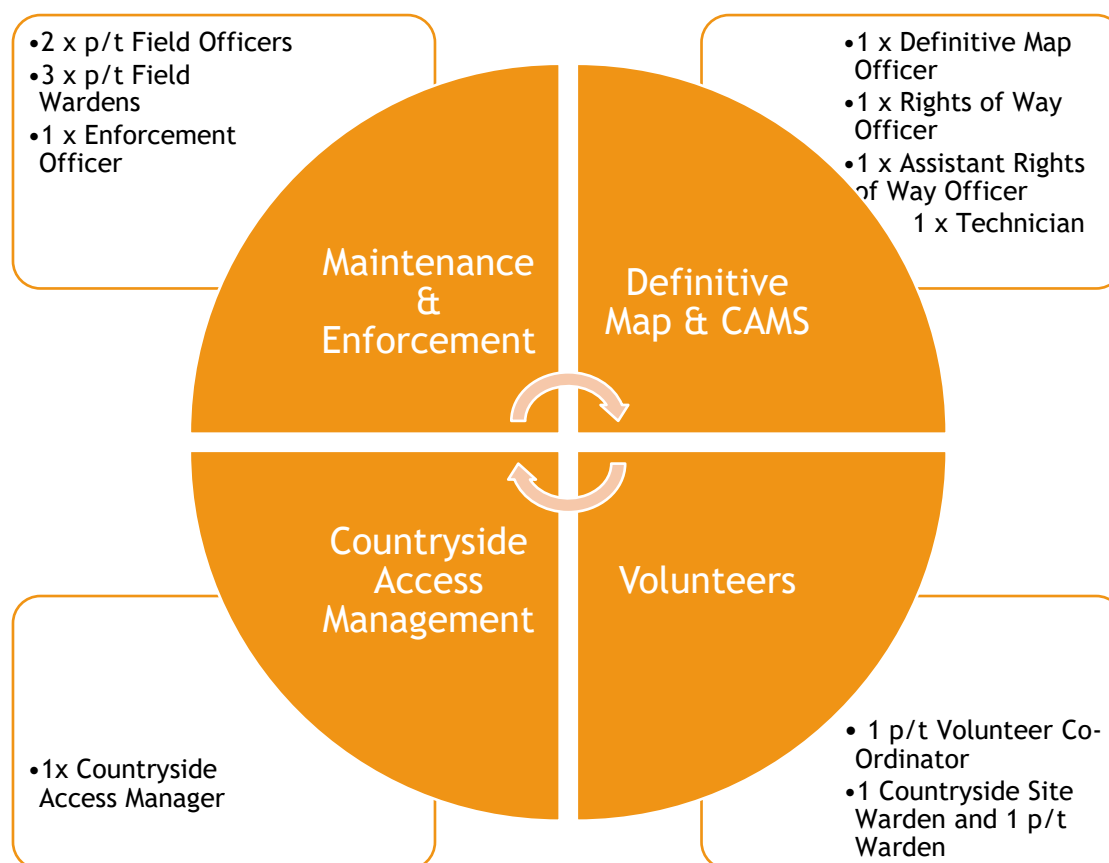 •2 x p/t Field Officers
•3 x p/t Field
Wardens
•1 x Enforcement
Officer
•1 x Definitive Map
Officer
•1 x Rights of Way
Officer
•1 x Assistant Rights
of Way Officer
1 x Technician
Maintenance
&
Enforcement
Definitive
Map & CAMS
Countryside
Access
Management
Volunteers
•1x Countryside
Access Manager
• 1 p/t Volunteer Co-
Ordinator
•1 Countryside Site
Warden and 1 p/t
Warden